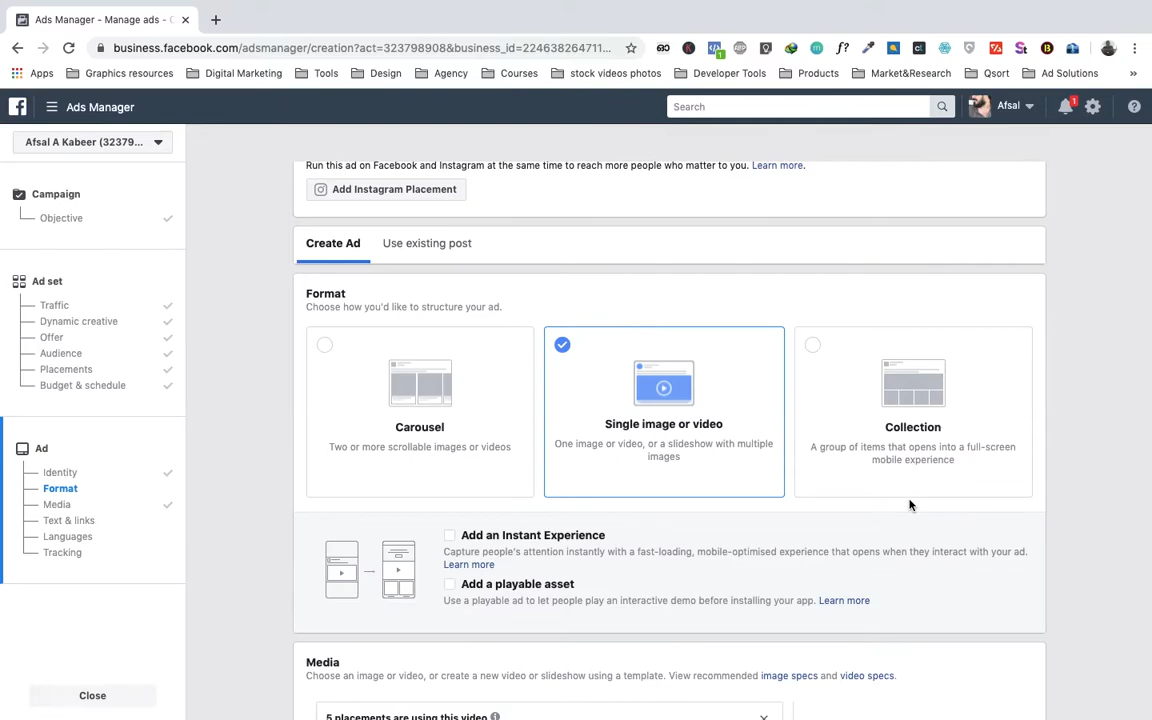 Ads Manager - Manage ads - C
business.facebook.com/adsmanager/creation?act=323798908&business_id=224638264711...
Apps
Graphics resources
Digital Marketing
Tools
Design
Agency
Courses
stock videos photos
Developer Tools
Products
Market&Research
Qsort
Ad Solutions
»
Ads Manager
Search
Afsal
1
Afsal A Kabeer (32379...
Campaign
Objective
Ad set
Traffic
Dynamic creative
Offer
Audience
Placements
Budget & schedule
Ad
Identity
Format
Media
Text & links
Languages
Tracking
Close
Run this ad on Facebook and Instagram at the same time to reach more people who matter to you. Learn more.
Add Instagram Placement
Create Ad
Use existing post
Format
Choose how you'd like to structure your ad.
Carousel
Two or more scrollable images or videos
Single image or video
One image or video, or a slideshow with multiple
images
Collection
A group of items that opens into a full-screen
mobile experience
Add an Instant Experience
Capture people's attention instantly with a fast-loading, mobile-optimised experience that opens when they interact with your ad.
Learn more
Add a playable asset
Use a playable ad to let people play an interactive demo before installing your app. Learn more
Media
Choose an image or video, or create a new video or slideshow using a template. View recommended image specs and video specs.
5 placements are using this video